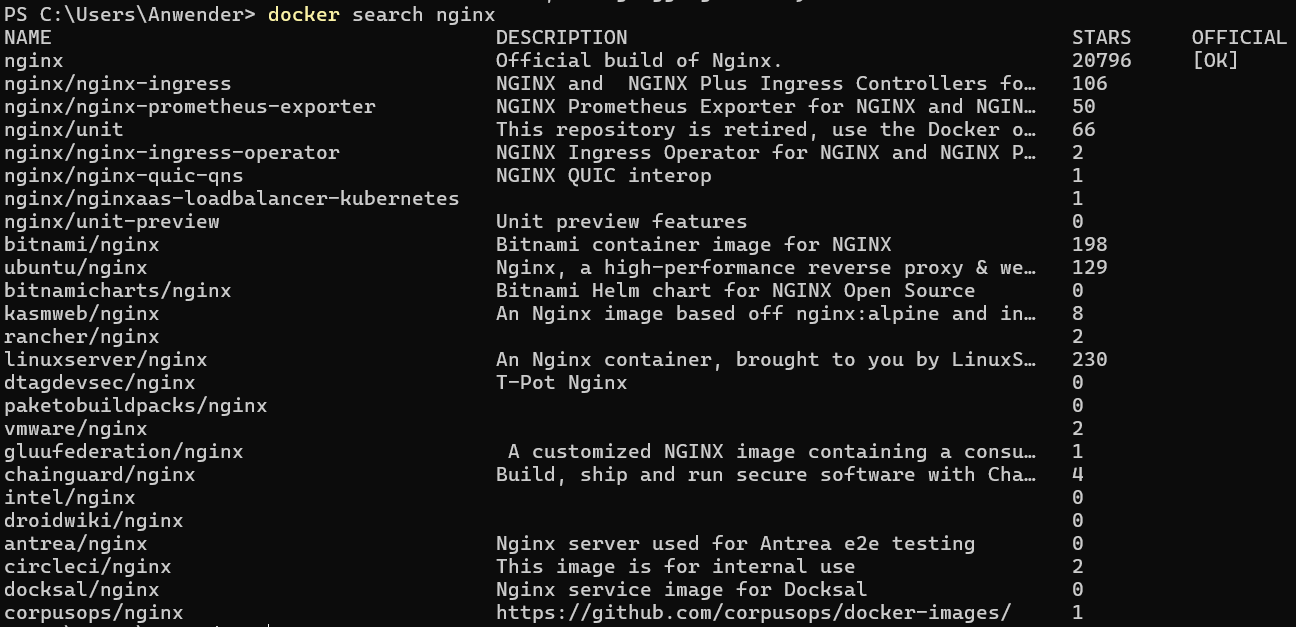 PS C:\Users\Anwender> docker search nginx
NAME DESCRIPTION STARS OFFICIAL
nginx Official build of Nginx. 20796 [OK]
nginx/nginx-ingress NGINX and  NGINX Plus Ingress Controllers fo… 106
nginx/nginx-prometheus-exporter NGINX Prometheus Exporter for NGINX and NGIN… 50
nginx/unit This repository is retired, use the Docker o… 66
nginx/nginx-ingress-operator NGINX Ingress Operator for NGINX and NGINX P… 2
nginx/nginx-quic-qns NGINX QUIC interop 1
nginx/nginxaas-loadbalancer-kubernetes 1
nginx/unit-preview Unit preview features 0
bitnami/nginx Bitnami container image for NGINX 198
ubuntu/nginx Nginx, a high-performance reverse proxy & we… 129
bitnamicharts/nginx Bitnami Helm chart for NGINX Open Source 0
kasmweb/nginx An Nginx image based off nginx:alpine and in… 8
rancher/nginx 2
linuxserver/nginx An Nginx container, brought to you by LinuxS… 230
dtagdevsec/nginx T-Pot Nginx 0
paketobuildpacks/nginx 0
vmware/nginx 2
gluufederation/nginx A customized NGINX image containing a consu… 1
chainguard/nginx Build, ship and run secure software with Cha… 4
intel/nginx 0
droidwiki/nginx 0
antrea/nginx Nginx server used for Antrea e2e testing 0
circleci/nginx This image is for internal use 2
docksal/nginx Nginx service image for Docksal 0
corpusops/nginx https://github.com/corpusops/docker-images/ 1